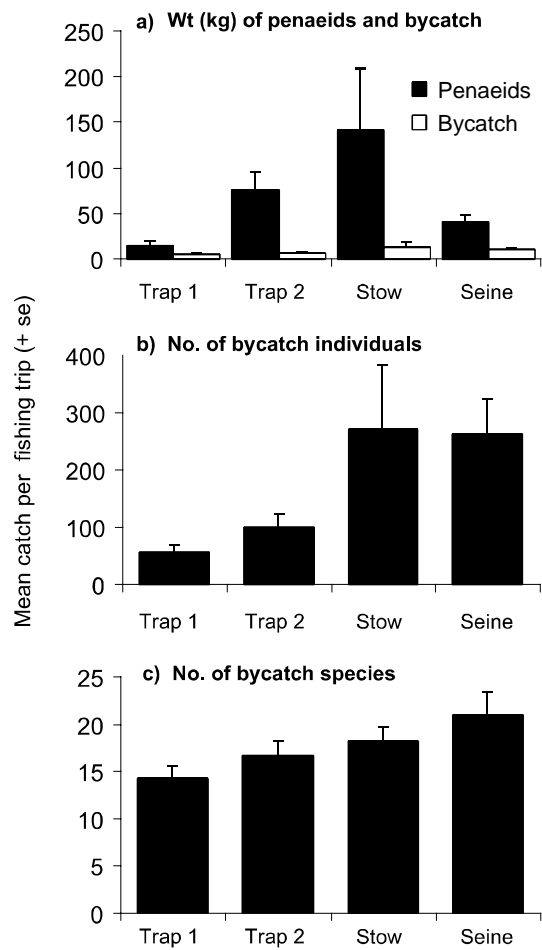 a) Wt (kg) of penaeids and bycatch
250
200
150
100
50
0
Penaeids
Bycatch
Trap 1 Trap 2 Stow Seine
Mean catch per fishing trip (+ se)
b) No. of bycatch individuals
400
300
200
100
0
Trap 1 Trap 2 Stow Seine
c) No. of bycatch species
25
20
15
10
5
0
Trap 1 Trap 2 Stow Seine